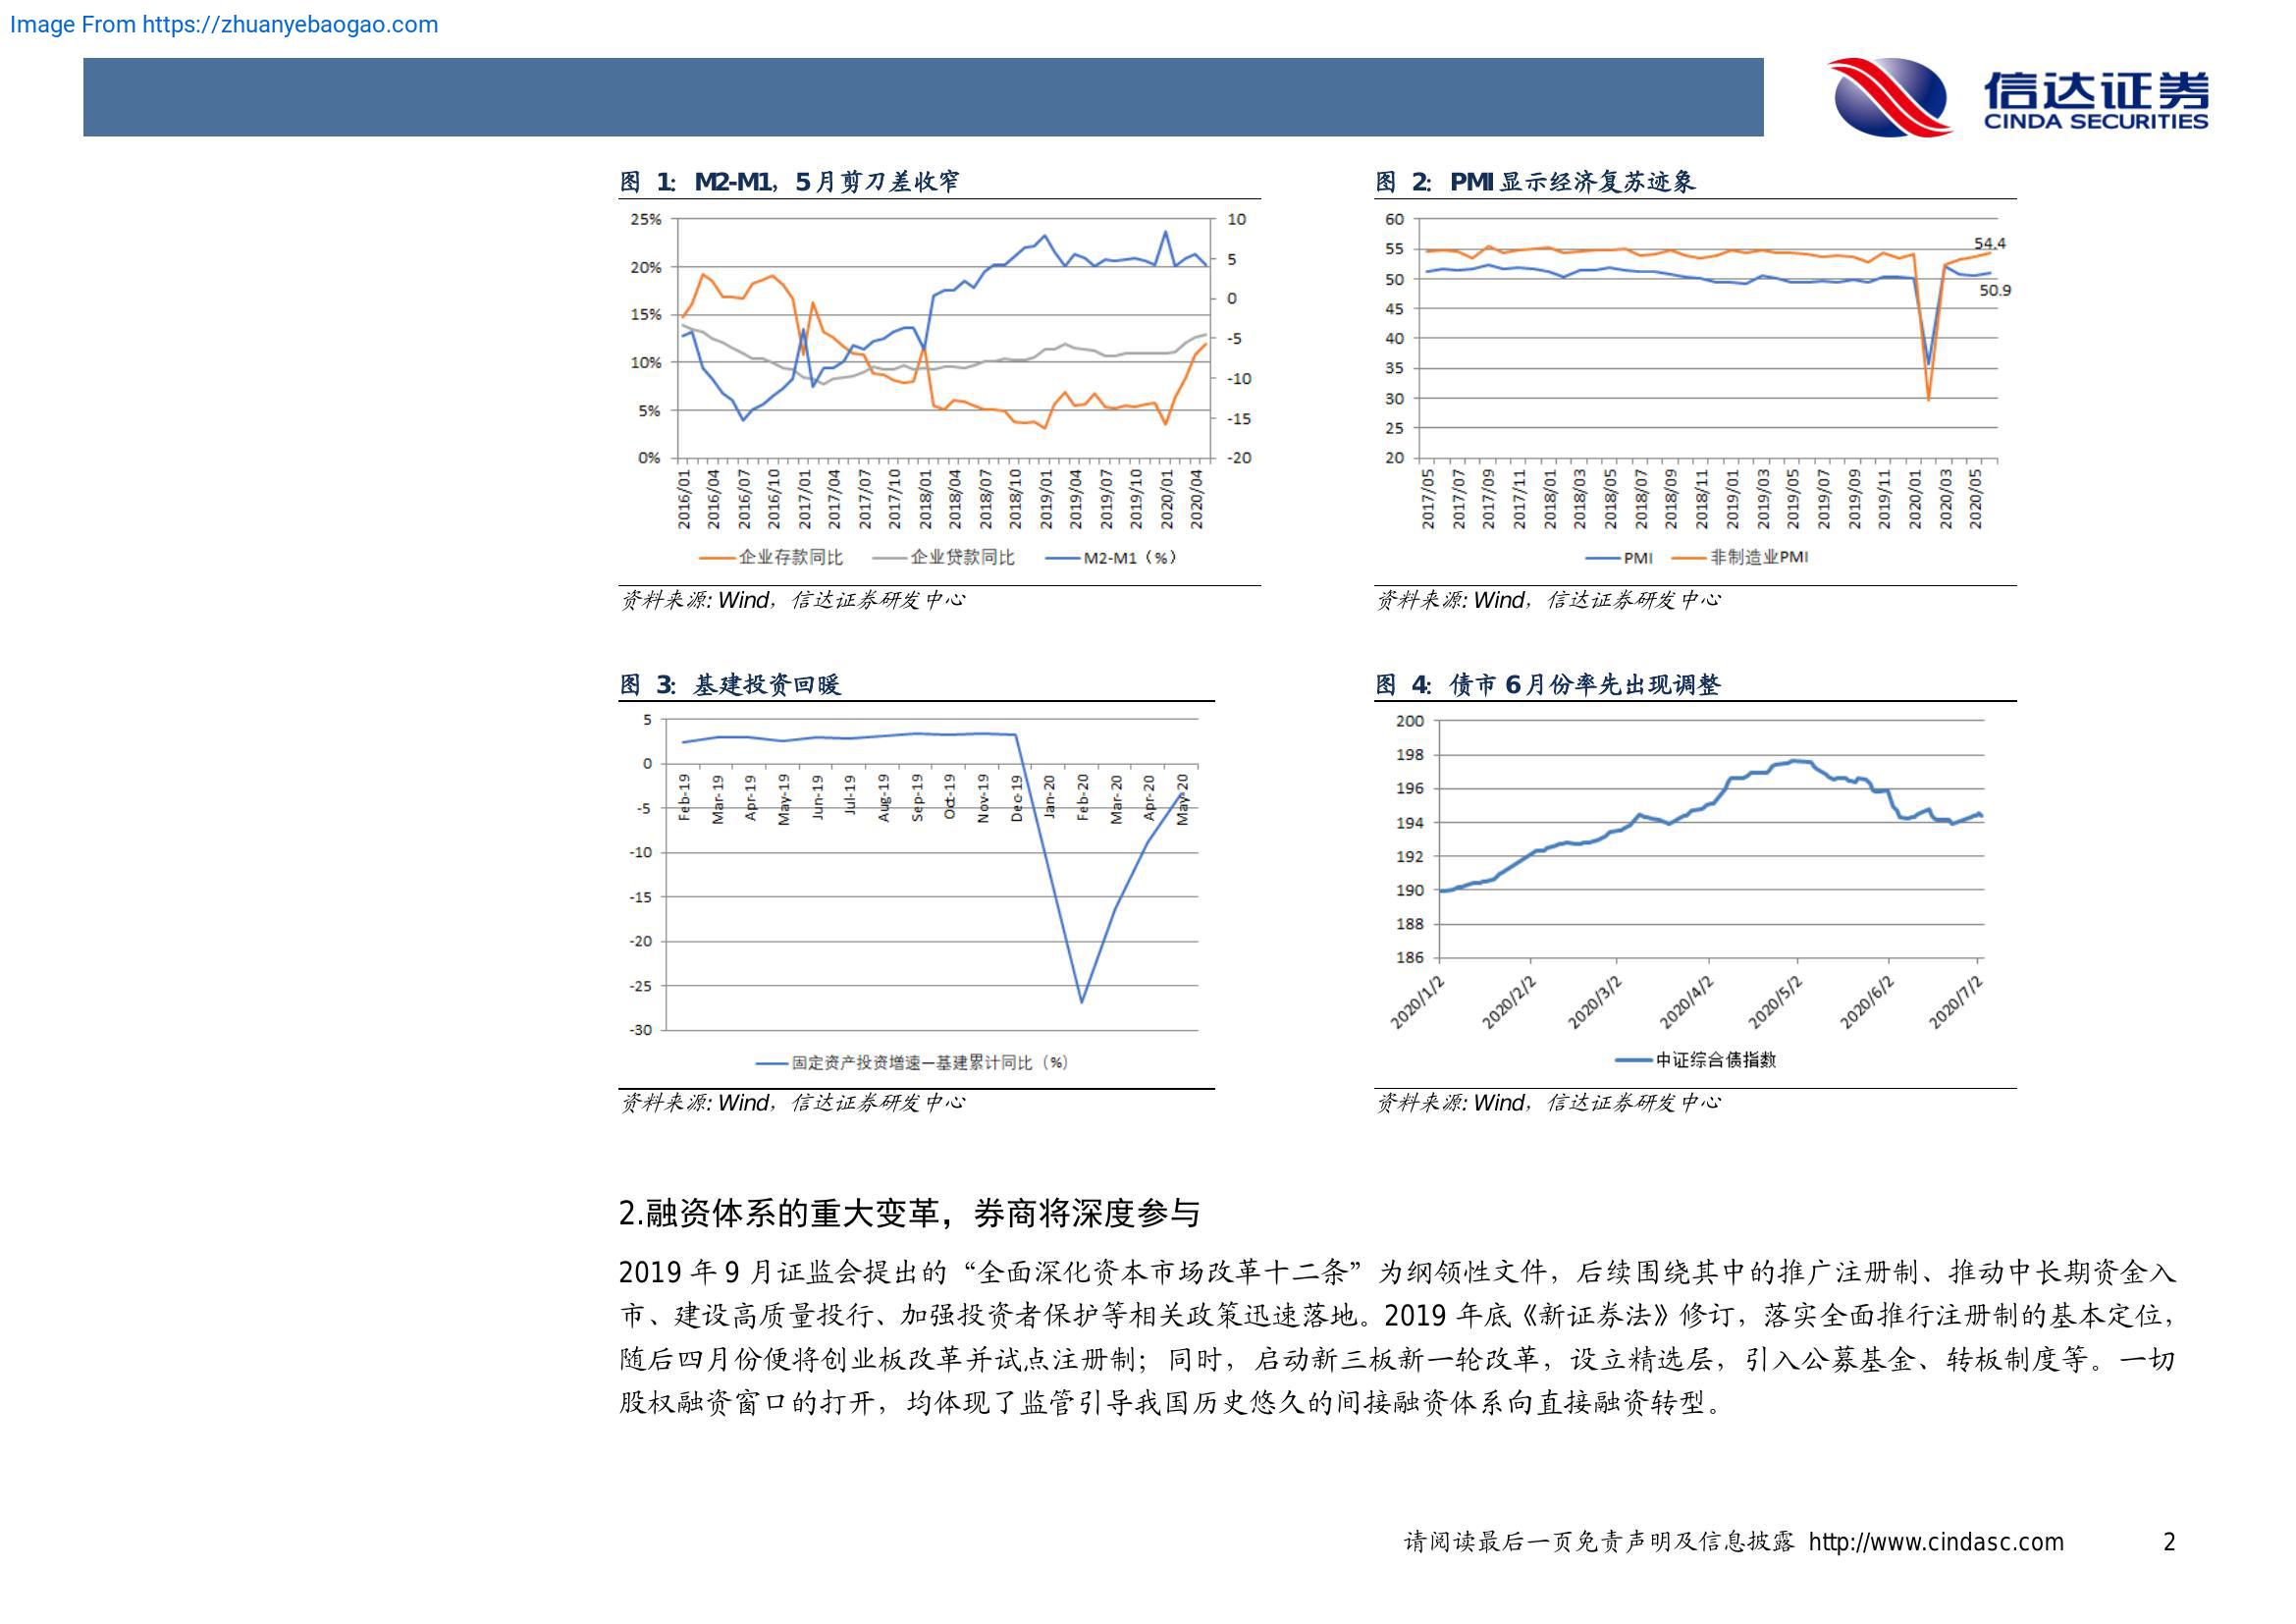 Image From https://zhuanyebaogao.com
信达证券
CINDA SECURITIES
图 1: M2-M1, 5月剪刀差收窄
25%
20%
15%
10%
5%
0%
10
5
0
-5
-10
-15
-20
2016/01
2016/04
2016/07
2016/10
2017/01
2017/04
2017/07
2017/10
2018/01
2018/04
2018/07
2018/10
2019/01
2019/04
2019/07
2019/10
2020/01
2020/04
企业存款同比 企业贷款同比 M2-M1（%）
资料来源: Wind，信达证券研发中心
图 2: PMI显示经济复苏迹象
60
55
50
45
40
35
30
25
20
54.4
50.9
2017/05
2017/07
2017/09
2017/11
2018/01
2018/03
2018/05
2018/07
2018/09
2018/11
2019/01
2019/03
2019/05
2019/07
2019/09
2019/11
2020/01
2020/03
2020/05
PMI 非制造业PMI
资料来源: Wind，信达证券研发中心
图 3: 基建投资回暖
5
0
-5
-10
-15
-20
-25
-30
Feb-19
Mar-19
Apr-19
May-19
Jun-19
Jul-19
Aug-19
Sep-19
Oct-19
Nov-19
Dec-19
Jan-20
Feb-20
Mar-20
Apr-20
May-20
固定资产投资增速—基建累计同比（%）
资料来源: Wind，信达证券研发中心
图 4: 债市 6月份率先出现调整
200
198
196
194
192
190
188
186
2020/1/2
2020/2/2
2020/3/2
2020/4/2
2020/5/2
2020/6/2
2020/7/2
中证综合债指数
资料来源: Wind，信达证券研发中心
2.融资体系的重大变革，券商将深度参与
2019 年 9 月证监会提出的“全面深化资本市场改革十二条”为纲领性文件，后续围绕其中的推广注册制、推动中长期资金入
市、建设高质量投行、加强投资者保护等相关政策迅速落地。2019 年底《新证券法》修订，落实全面推行注册制的基本定位，
随后四月份便将创业板改革并试点注册制；同时，启动新三板新一轮改革，设立精选层，引入公募基金、转板制度等。一切
股权融资窗口的打开，均体现了监管引导我国历史悠久的间接融资体系向直接融资转型。
请阅读最后一页免责声明及信息披露 http://www.cindasc.com 2